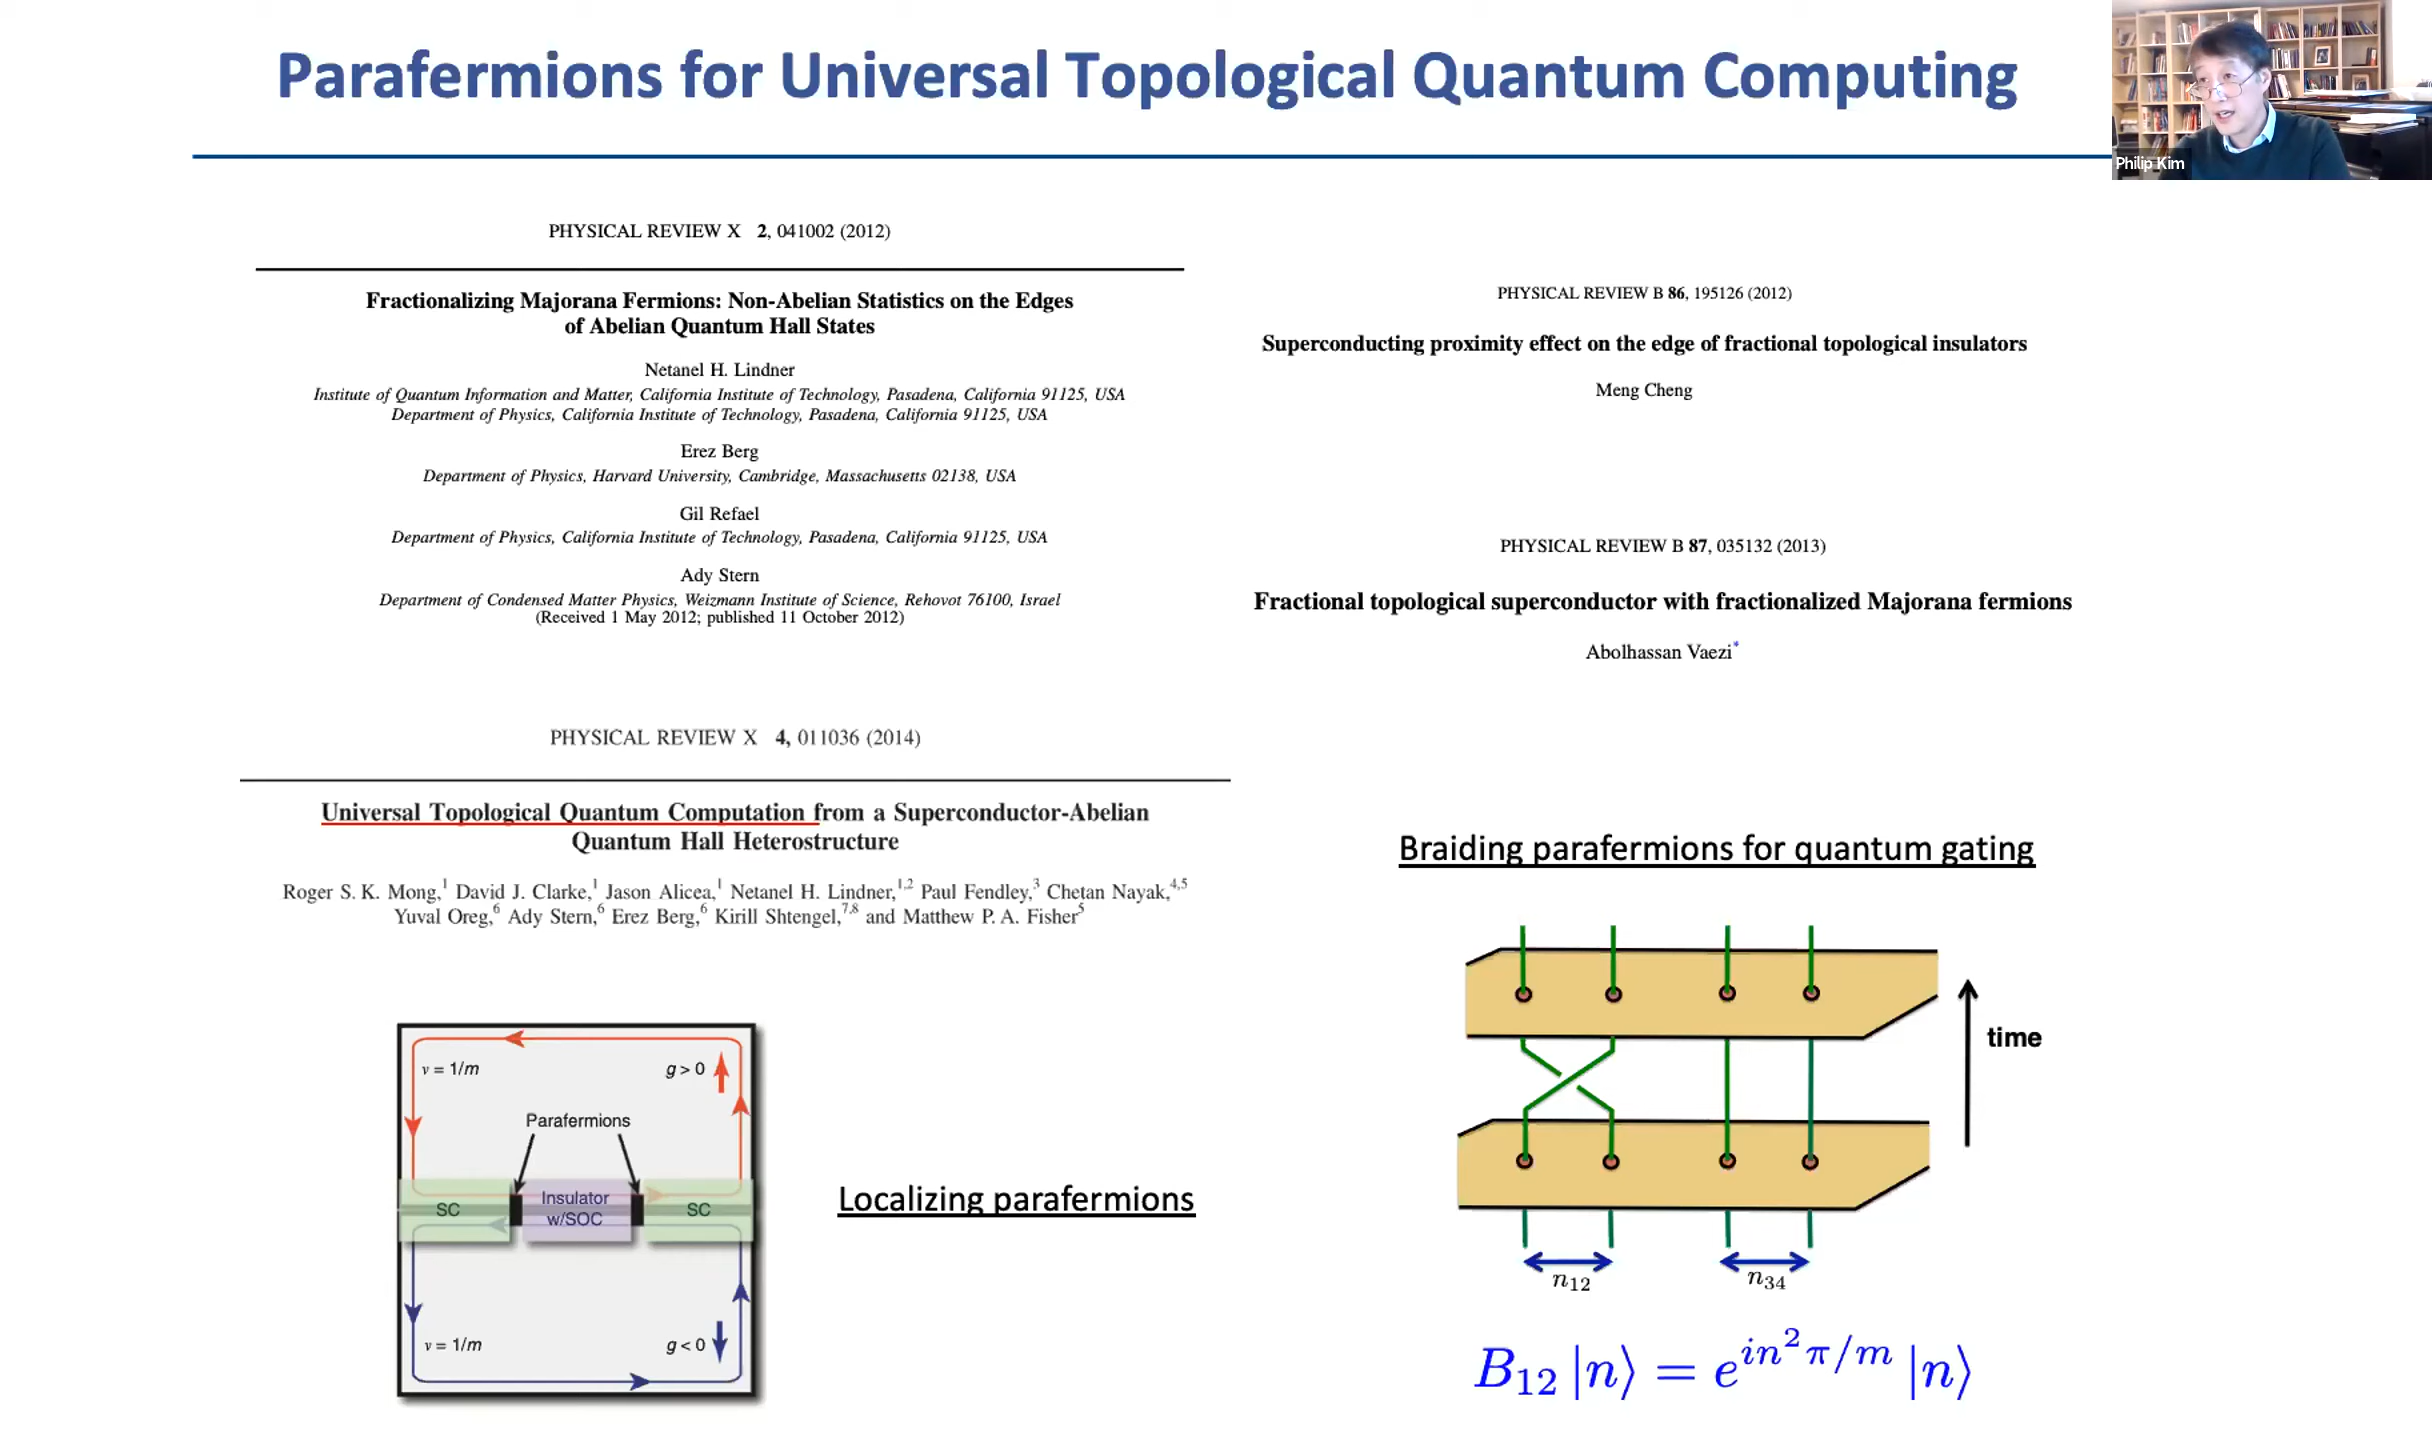 Parafermions for Universal Topological Quantum Computing
Philip Kim
PHYSICAL REVIEW X 2, 041002 (2012)
Fractionalizing Majorana Fermions: Non-Abelian Statistics on the Edges
of Abelian Quantum Hall States
Netanel H. Lindner
Institute of Quantum Information and Matter, California Institute of Technology, Pasadena, California 91125, USA
Department of Physics, California Institute of Technology, Pasadena, California 91125, USA
Erez Berg
Department of Physics, Harvard University, Cambridge, Massachusetts 02138, USA
Gil Refael
Department of Physics, California Institute of Technology, Pasadena, California 91125, USA
Ady Stern
Department of Condensed Matter Physics, Weizmann Institute of Science, Rehovot 76100, Israel
(Received 1 May 2012; published 11 October 2012)
PHYSICAL REVIEW B 86, 195126 (2012)
Superconducting proximity effect on the edge of fractional topological insulators
Meng Cheng
PHYSICAL REVIEW B 87, 035132 (2013)
Fractional topological superconductor with fractionalized Majorana fermions
Abolhassan Vaezi*
PHYSICAL REVIEW X 4, 011036 (2014)
Universal Topological Quantum Computation from a Superconductor-Abelian
Quantum Hall Heterostructure
Roger S. K. Mong,1 David J. Clarke,1 Jason Alicea,1 Netanel H. Lindner,1,2 Paul Fendley,3 Chetan Nayak,4,5
Yuval Oreg,6 Ady Stern,6 Erez Berg,6 Kirill Shtengel,7,8 and Matthew P. A. Fisher5
ν = 1/m
g > 0
Parafermions
SC
Insulator
w/SOC
SC
ν = 1/m
g < 0
Localizing parafermions
Braiding parafermions for quantum gating
time
n12
n34
B12 |n⟩ = e^{in²π/m} |n⟩